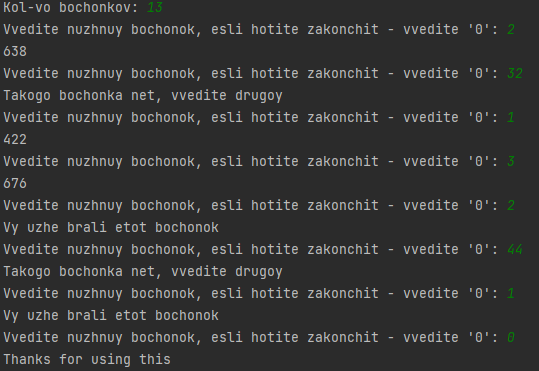 Kol-vo bochonkov: 13
Vvedite nuzhnuy bochonok, esli hotite zakonchit - vvedite '0': 2
638
Vvedite nuzhnuy bochonok, esli hotite zakonchit - vvedite '0': 32
Takogo bochonka net, vvedite drugoy
Vvedite nuzhnuy bochonok, esli hotite zakonchit - vvedite '0': 1
422
Vvedite nuzhnuy bochonok, esli hotite zakonchit - vvedite '0': 3
676
Vvedite nuzhnuy bochonok, esli hotite zakonchit - vvedite '0': 2
Vy uzhe brali etot bochonok
Vvedite nuzhnuy bochonok, esli hotite zakonchit - vvedite '0': 44
Takogo bochonka net, vvedite drugoy
Vvedite nuzhnuy bochonok, esli hotite zakonchit - vvedite '0': 1
Vy uzhe brali etot bochonok
Vvedite nuzhnuy bochonok, esli hotite zakonchit - vvedite '0': 0
Thanks for using this